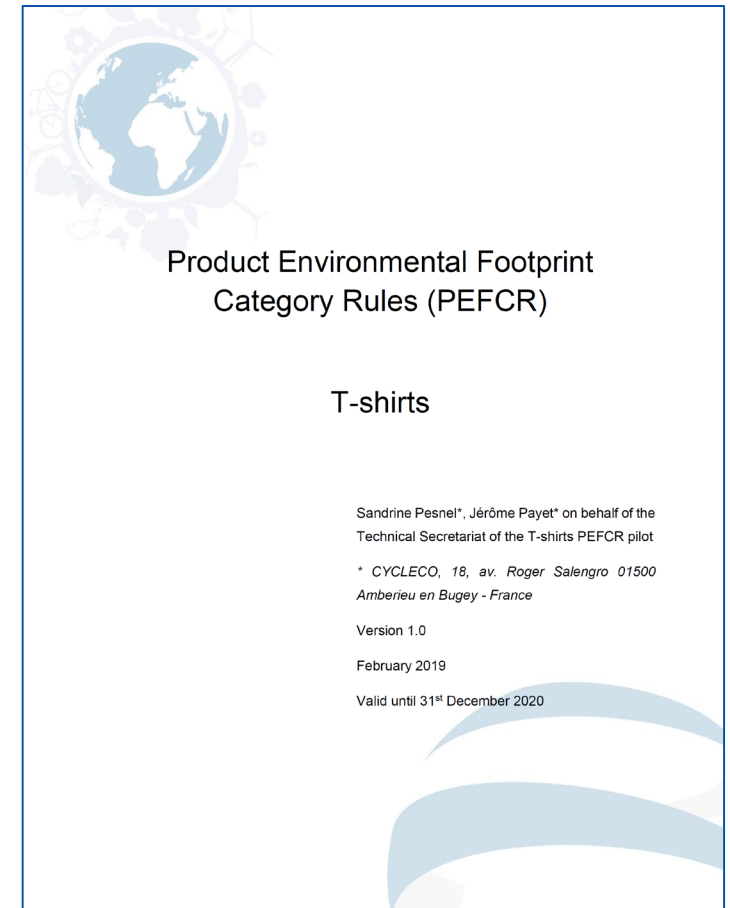 Product Environmental Footprint
Category Rules (PEFCR)
T-shirts
Sandrine Pesnel*, Jérôme Payet* on behalf of the
Technical Secretariat of the T-shirts PEFCR pilot
* CYCLECO, 18, av. Roger Salengro 01500
Amberieu en Bugey - France
Version 1.0
February 2019
Valid until 31st December 2020